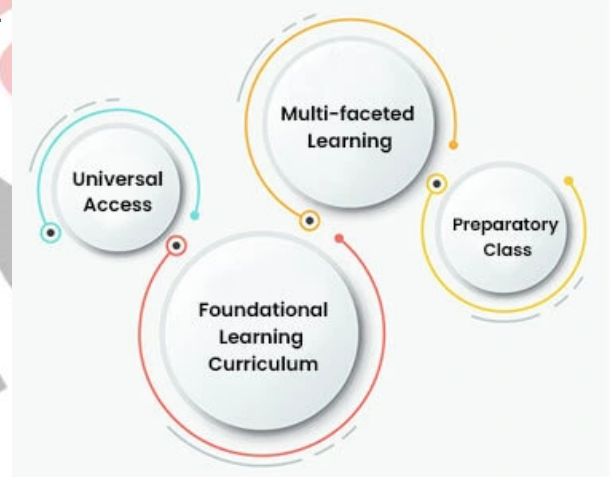 Universal
Access
Multi-faceted
Learning
Foundational
Learning
Curriculum
Preparatory
Class